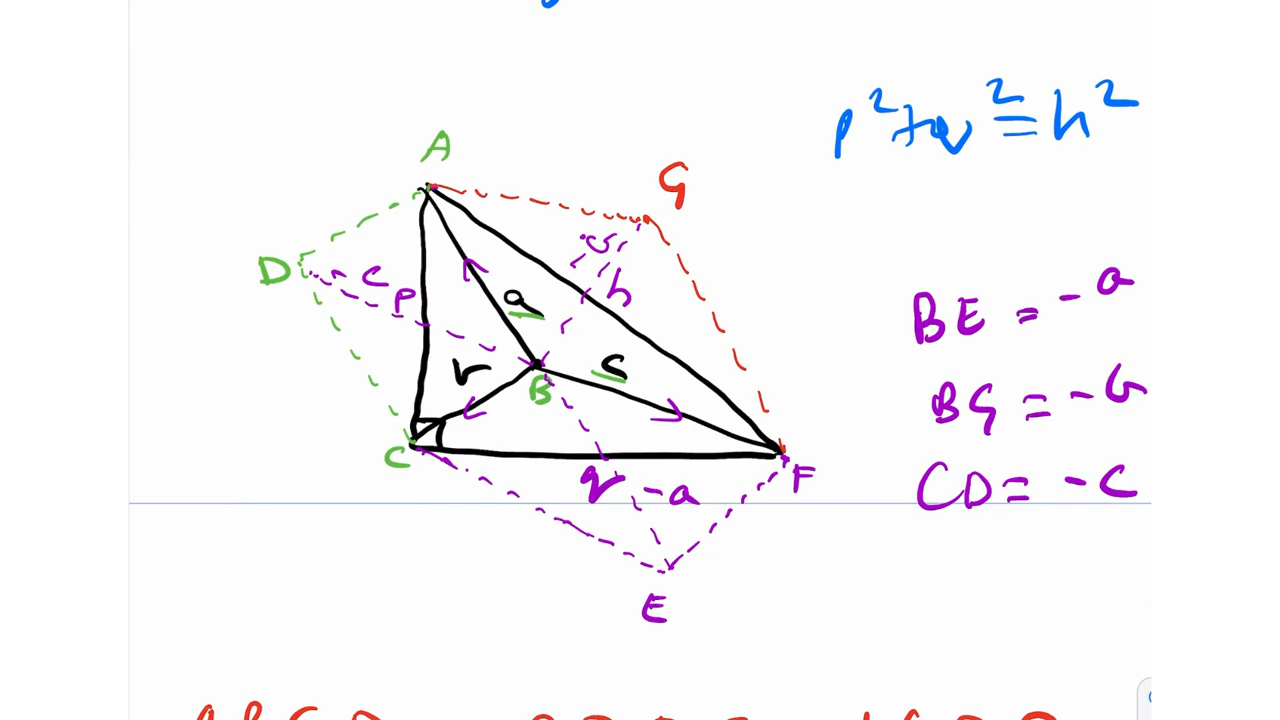 p² + q² = h²
A
G
D
c
P
a
h
BE = -a
r
B
c
BG = -b
C
q
-a
F
CD = -c
E